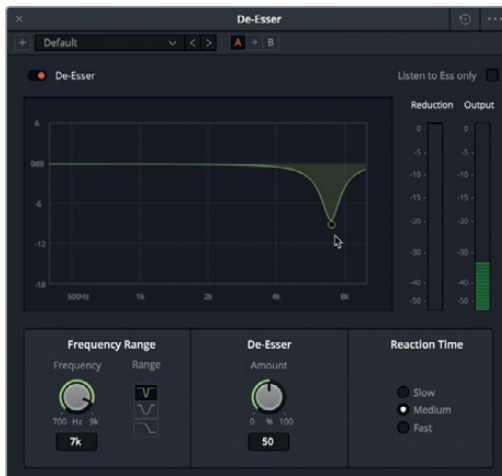 De-Esser
Default
A B
De-Esser
Listen to Ess only
Reduction Output
6
0dB
-6
-12
-18
500Hz 1k 2k 4k 8k
0 0
-5 -5
-10 -10
-15 -15
-20 -20
-30 -30
-40 -40
-50 -50
Frequency Range
Frequency Range
700 Hz 9k
7k
De-Esser
Amount
0 % 100
50
Reaction Time
Slow
Medium
Fast